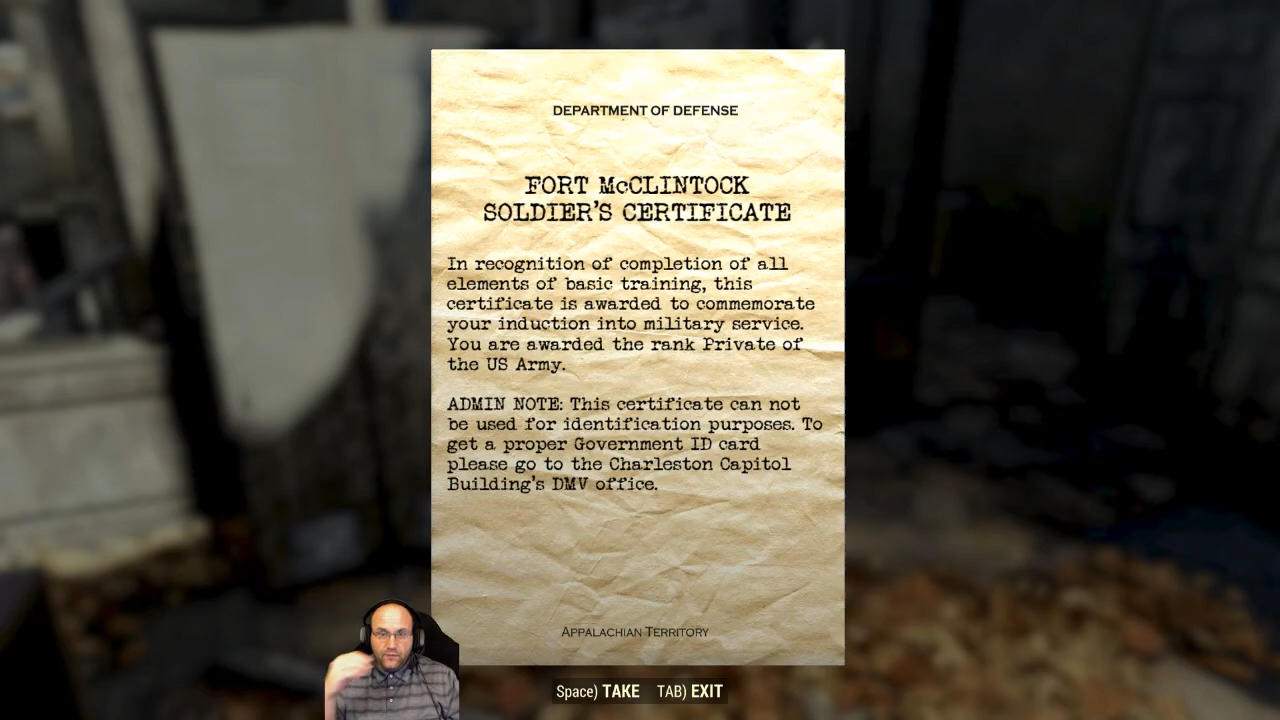 DEPARTMENT OF DEFENSE
FORT McCLINTOCK
SOLDIER'S CERTIFICATE
In recognition of completion of all
elements of basic training, this
certificate is awarded to commemorate
your induction into military service.
You are awarded the rank Private of
the US Army.
ADMIN NOTE: This certificate can not
be used for identification purposes. To
get a proper Government ID card
please go to the Charleston Capitol
Building's DMV office.
APPALACHIAN TERRITORY
Space) TAKE TAB) EXIT